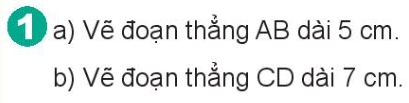 1 a) Vẽ đoạn thẳng AB dài 5 cm.
b) Vẽ đoạn thẳng CD dài 7 cm.